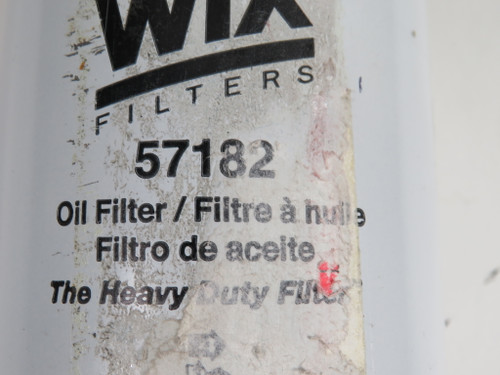 WIX
FILTERS
57182
Oil Filter / Filtre à huile
Filtro de aceite
The Heavy Duty Filter